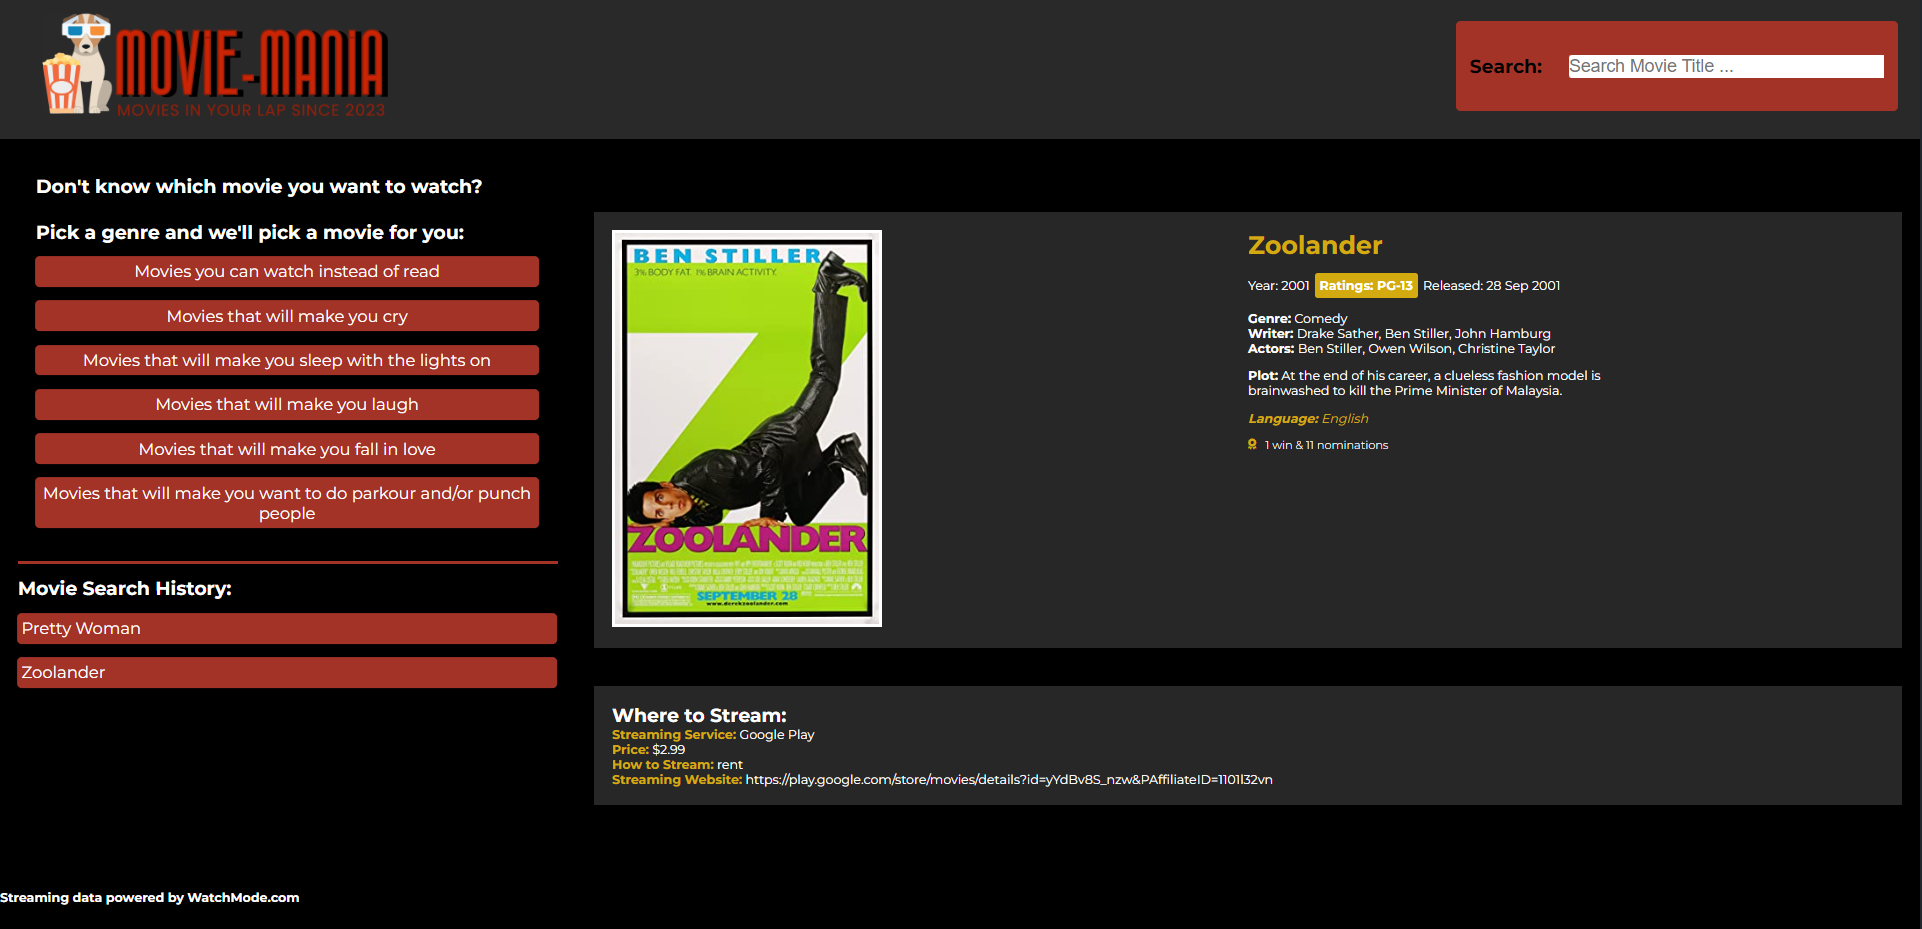 MOVIE-MANIA
MOVIES IN YOUR LAP SINCE 2023
Search:
Search Movie Title ...
Don't know which movie you want to watch?
Pick a genre and we'll pick a movie for you:
Movies you can watch instead of read
Movies that will make you cry
Movies that will make you sleep with the lights on
Movies that will make you laugh
Movies that will make you fall in love
Movies that will make you want to do parkour and/or punch
people
Movie Search History:
Pretty Woman
Zoolander
BEN STILLER
3% BODY FAT. 1% BRAIN ACTIVITY.
ZOOLANDER
SEPTEMBER 28
www.derekzoolander.com
Zoolander
Year: 2001 Ratings: PG-13 Released: 28 Sep 2001
Genre: Comedy
Writer: Drake Sather, Ben Stiller, John Hamburg
Actors: Ben Stiller, Owen Wilson, Christine Taylor
Plot: At the end of his career, a clueless fashion model is
brainwashed to kill the Prime Minister of Malaysia.
Language: English
1 win & 11 nominations
Where to Stream:
Streaming Service: Google Play
Price: $2.99
How to Stream: rent
Streaming Website: https://play.google.com/store/movies/details?id=yYdBv8S_nzw&PAffiliateID=1101l32vn
Streaming data powered by WatchMode.com